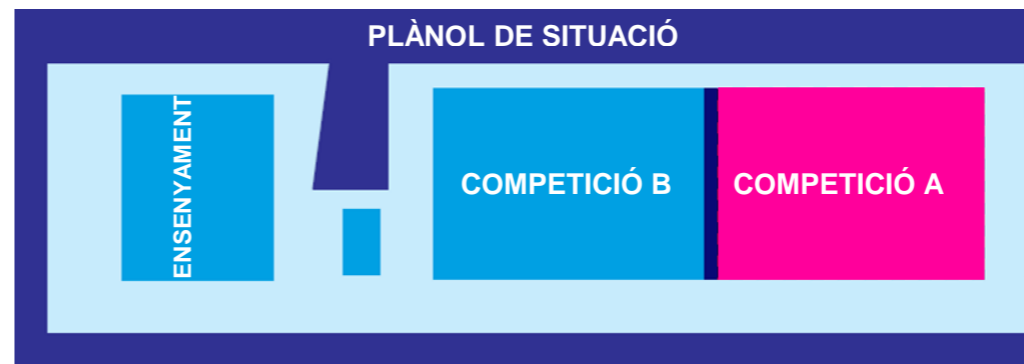 PLÀNOL DE SITUACIÓ
ENSENYAMENT
COMPETICIÓ B
COMPETICIÓ A